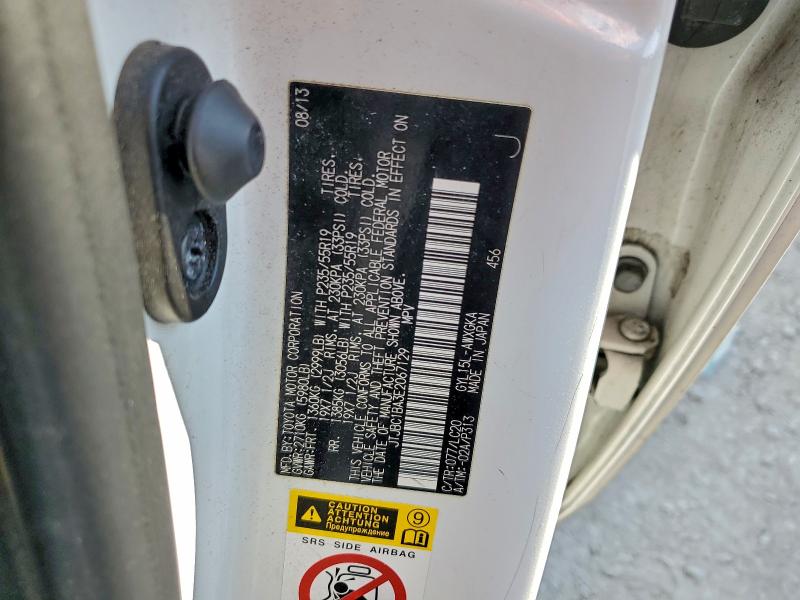 MFD.BY:TOYOTA MOTOR CORPORATION 08/13
GVWR:2710KG (5980LB)
GAWR:FRT. 1360KG (2999LB) WITH P235/55R19 TIRES,
19X7 1/2J RIMS, AT 230KPA (33PSI) COLD.
RR. 1385KG (3056LB) WITH P235/55R19 TIRES,
19X7 1/2J RIMS, AT 230KPA (33PSI) COLD.
THIS VEHICLE CONFORMS TO ALL APPLICABLE FEDERAL MOTOR
VEHICLE SAFETY AND THEFT PREVENTION STANDARDS IN EFFECT ON
THE DATE OF MANUFACTURE SHOWN ABOVE.
JTJBC1BA3E2067129 MPV
J
456
C/TR:077/LC20 GYL15L-AWXGKA
A/TM:-02A/P313 MADE IN JAPAN
CAUTION
ATTENTION
ACHTUNG
Предупреждение
9
SRS SIDE AIRBAG